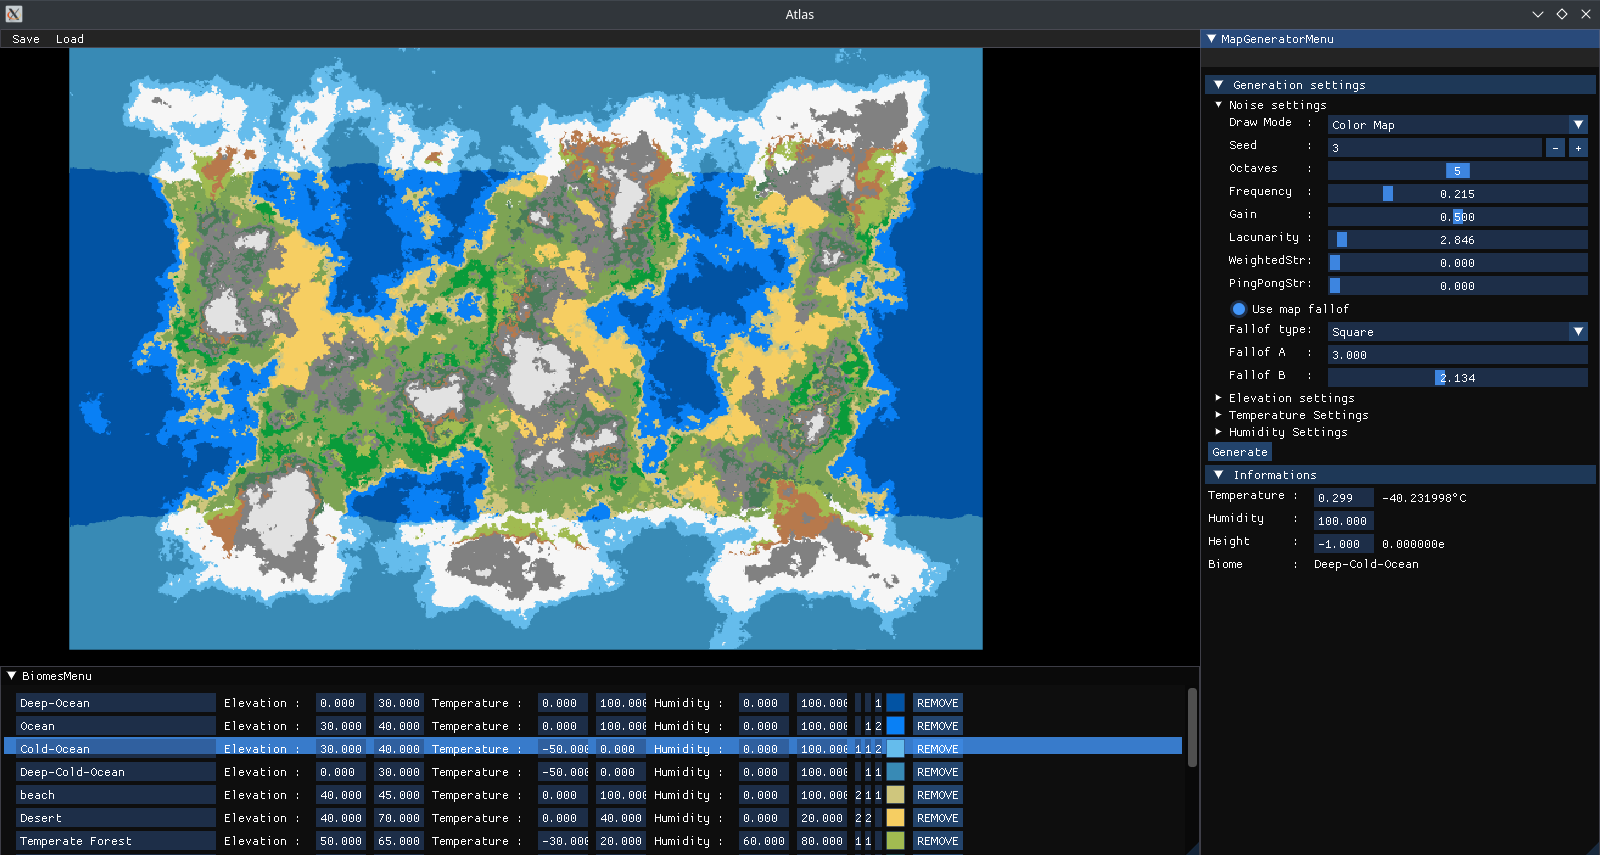 Atlas
Save Load
MapGeneratorMenu
Generation settings
Noise settings
Draw Mode : Color Map
Seed : 3 - +
Octaves : 5
Frequency : 0.215
Gain : 0.500
Lacunarity : 2.846
WeightedStr: 0.000
PingPongStr: 0.000
Use map fallof
Fallof type: Square
Fallof A : 3.000
Fallof B : 2.134
Elevation settings
Temperature Settings
Humidity Settings
Generate
Informations
Temperature : 0.299 -40.231998°C
Humidity : 100.000
Height : -1.000 0.000000e
Biome : Deep-Cold-Ocean
BiomesMenu
Deep-Ocean Elevation : 0.000 30.000 Temperature : 0.000 100.000 Humidity : 0.000 100.000 1 REMOVE
Ocean Elevation : 30.000 40.000 Temperature : 0.000 100.000 Humidity : 0.000 100.000 1 2 REMOVE
Cold-Ocean Elevation : 30.000 40.000 Temperature : -50.000 0.000 Humidity : 0.000 100.000 1 1 2 REMOVE
Deep-Cold-Ocean Elevation : 0.000 30.000 Temperature : -50.000 0.000 Humidity : 0.000 100.000 1 1 REMOVE
beach Elevation : 40.000 45.000 Temperature : 0.000 100.000 Humidity : 0.000 100.000 2 1 1 REMOVE
Desert Elevation : 40.000 70.000 Temperature : 0.000 40.000 Humidity : 0.000 20.000 2 2 REMOVE
Temperate Forest Elevation : 50.000 65.000 Temperature : -30.000 20.000 Humidity : 60.000 80.000 1 1 REMOVE